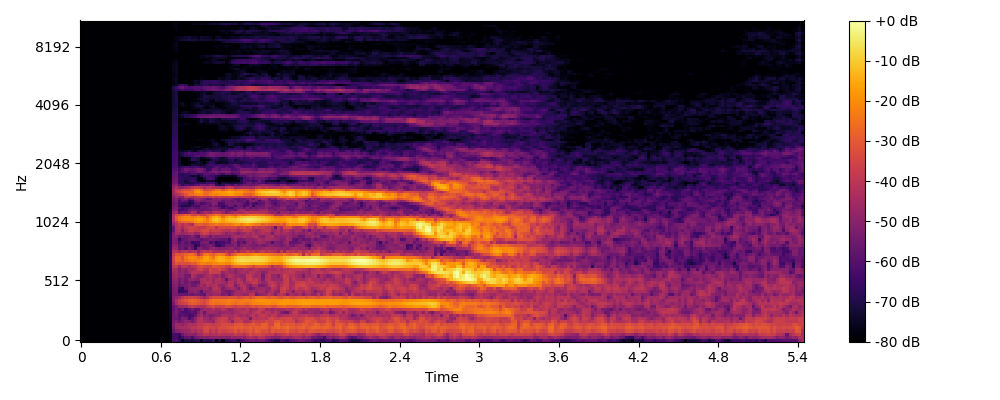 8192
4096
2048
1024
512
0
Hz
0 0.6 1.2 1.8 2.4 3 3.6 4.2 4.8 5.4
Time
+0 dB
-10 dB
-20 dB
-30 dB
-40 dB
-50 dB
-60 dB
-70 dB
-80 dB